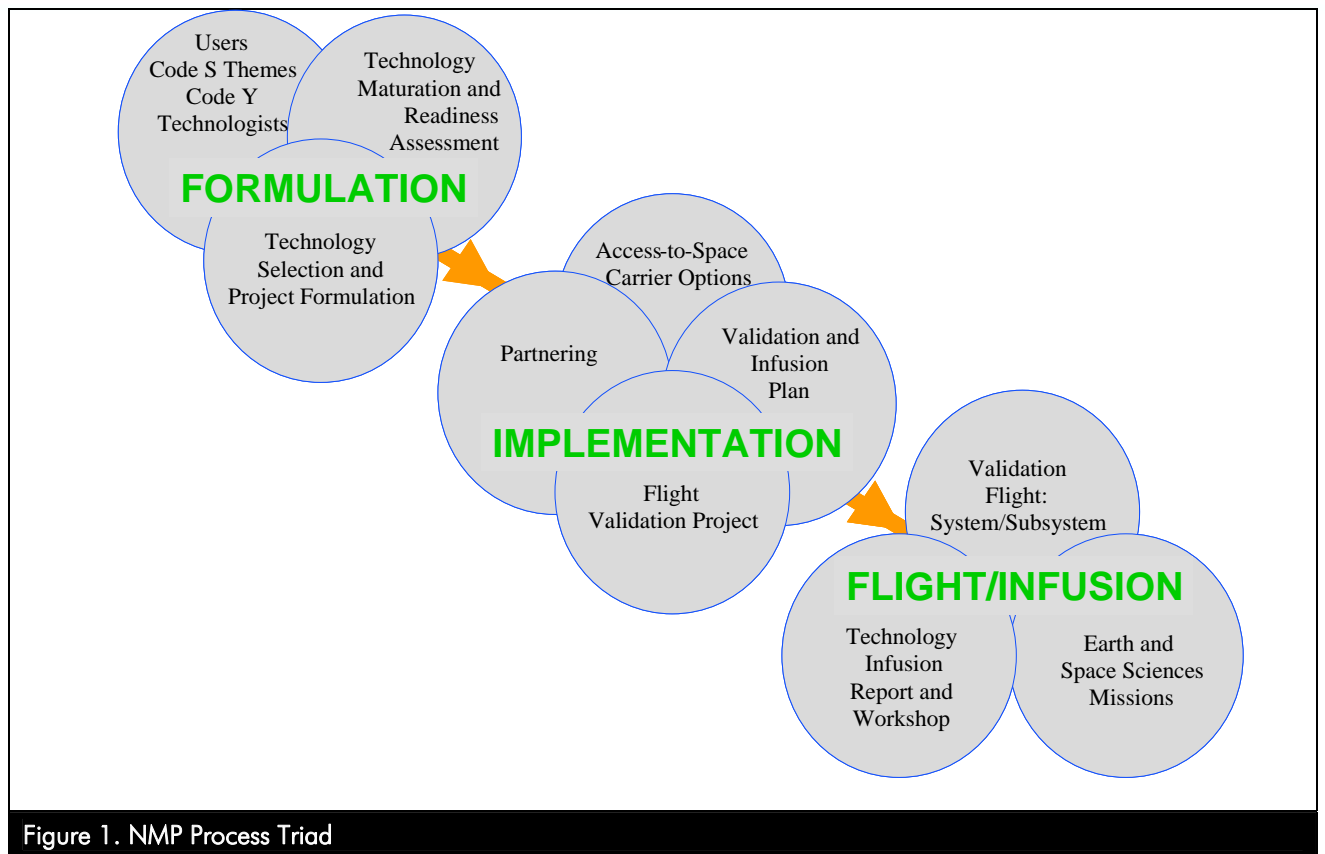 Users
Code S Themes
Code Y
Technologists
Technology
Maturation and
Readiness
Assessment
FORMULATION
Technology
Selection and
Project Formulation
Access-to-Space
Carrier Options
Partnering
Validation and
Infusion
Plan
IMPLEMENTATION
Flight
Validation Project
Validation
Flight:
System/Subsystem
FLIGHT/INFUSION
Technology
Infusion
Report and
Workshop
Earth and
Space Sciences
Missions
Figure 1. NMP Process Triad